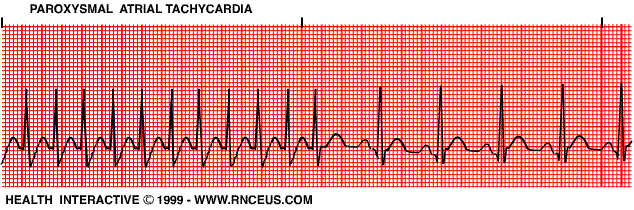 PAROXYSMAL ATRIAL TACHYCARDIA
HEALTH INTERACTIVE © 1999 - WWW.RNCEUS.COM